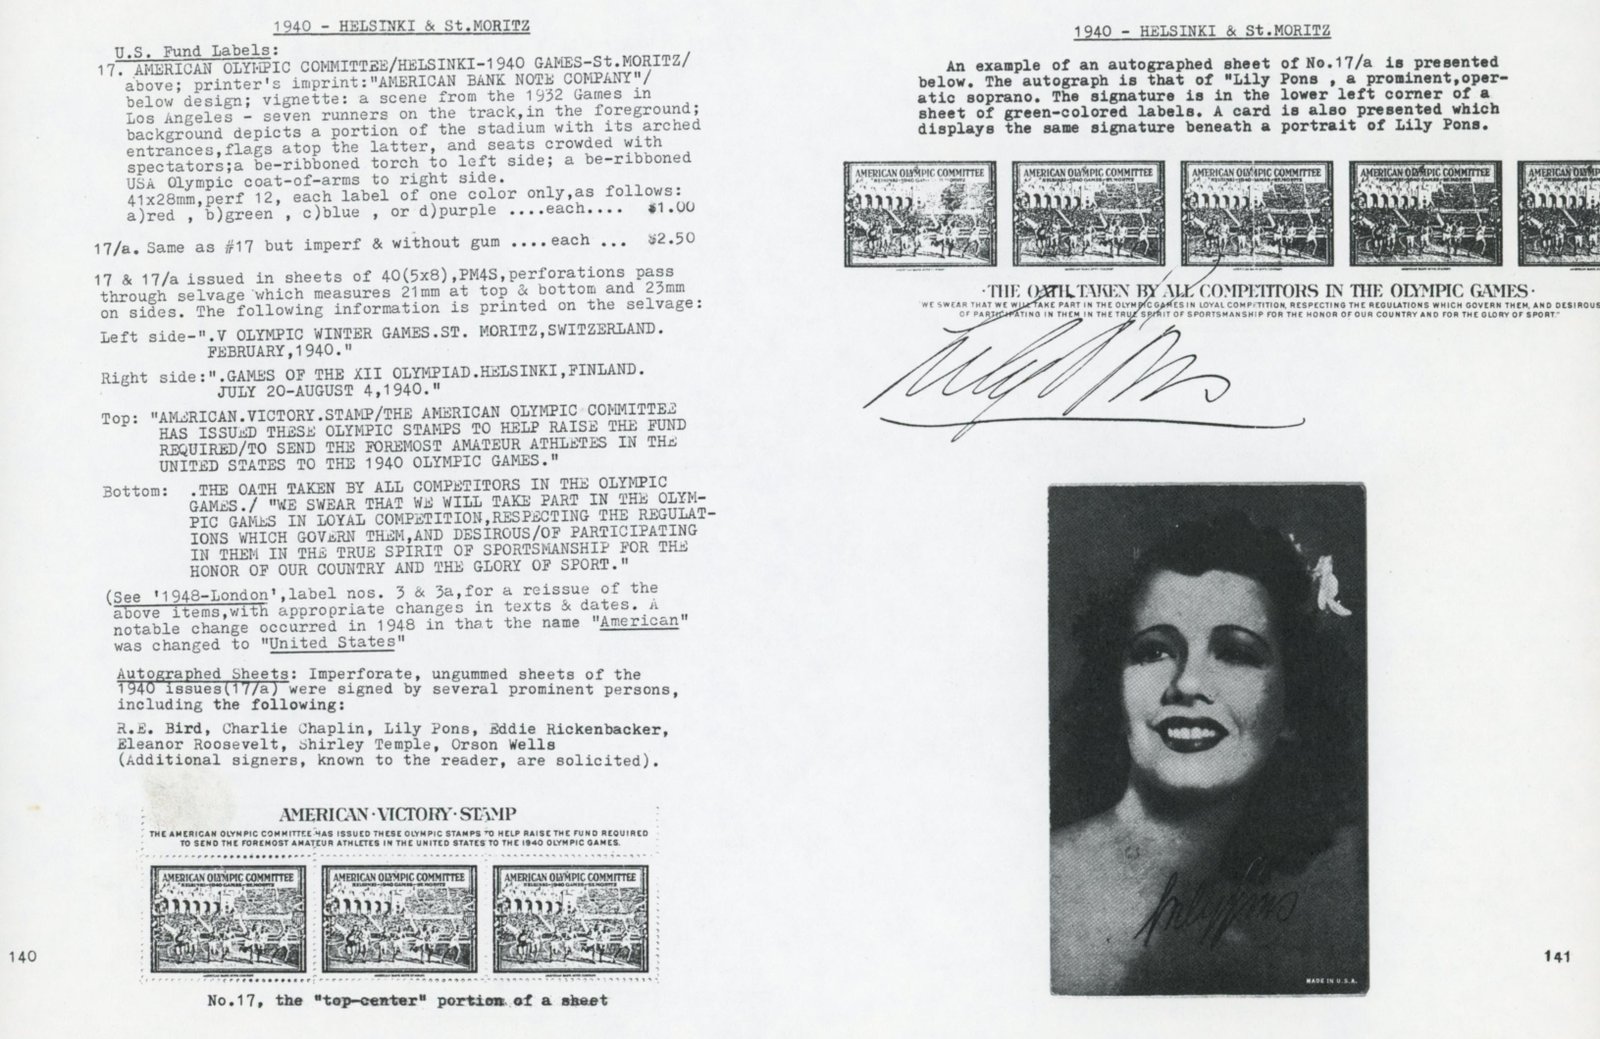 1940 - HELSINKI & St.MORITZ
U.S. Fund Labels:
17. AMERICAN OLYMPIC COMMITTEE/HELSINKI-1940 GAMES-St.MORITZ/
above; printer's imprint:"AMERICAN BANK NOTE COMPANY"/
below design; vignette: a scene from the 1932 Games in
Los Angeles - seven runners on the track,in the foreground;
background depicts a portion of the stadium with its arched
entrances,flags atop the latter, and seats crowded with
spectators;a be-ribboned torch to left side; a be-ribboned
USA Olympic coat-of-arms to right side.
41x28mm,perf 12, each label of one color only,as follows:
a)red , b)green , c)blue , or d)purple ....each.... $1.00
17/a. Same as #17 but imperf & without gum ....each ... $2.50
17 & 17/a issued in sheets of 40(5x8),PM4S,perforations pass
through selvage which measures 21mm at top & bottom and 23mm
on sides. The following information is printed on the selvage:
Left side-".V OLYMPIC WINTER GAMES.ST. MORITZ,SWITZERLAND.
FEBRUARY,1940."
Right side:".GAMES OF THE XII OLYMPIAD.HELSINKI,FINLAND.
JULY 20-AUGUST 4,1940."
Top: "AMERICAN.VICTORY.STAMP/THE AMERICAN OLYMPIC COMMITTEE
HAS ISSUED THESE OLYMPIC STAMPS TO HELP RAISE THE FUND
REQUIRED/TO SEND THE FOREMOST AMATEUR ATHLETES IN THE
UNITED STATES TO THE 1940 OLYMPIC GAMES."
Bottom: .THE OATH TAKEN BY ALL COMPETITORS IN THE OLYMPIC
GAMES./ "WE SWEAR THAT WE WILL TAKE PART IN THE OLYM-
PIC GAMES IN LOYAL COMPETITION,RESPECTING THE REGULAT-
IONS WHICH GOVERN THEM,AND DESIROUS/OF PARTICIPATING
IN THEM IN THE TRUE SPIRIT OF SPORTSMANSHIP FOR THE
HONOR OF OUR COUNTRY AND THE GLORY OF SPORT."
(See '1948-London',label nos. 3 & 3a,for a reissue of the
above items,with appropriate changes in texts & dates. A
notable change occurred in 1948 in that the name "American"
was changed to "United States"
Autographed Sheets: Imperforate, ungummed sheets of the
1940 issues(17/a) were signed by several prominent persons,
including the following:
R.E. Bird, Charlie Chaplin, Lily Pons, Eddie Rickenbacker,
Eleanor Roosevelt, Shirley Temple, Orson Wells
(Additional signers, known to the reader, are solicited).
AMERICAN·VICTORY·STAMP
THE AMERICAN OLYMPIC COMMITTEE HAS ISSUED THESE OLYMPIC STAMPS TO HELP RAISE THE FUND REQUIRED
TO SEND THE FOREMOST AMATEUR ATHLETES IN THE UNITED STATES TO THE 1940 OLYMPIC GAMES.
AMERICAN OLYMPIC COMMITTEE AMERICAN OLYMPIC COMMITTEE AMERICAN OLYMPIC COMMITTEE
HELSINKI-1940 GAMES-ST. MORITZ HELSINKI-1940 GAMES-ST. MORITZ HELSINKI-1940 GAMES-ST. MORITZ
No.17, the "top-center" portion of a sheet
140
1940 - HELSINKI & St.MORITZ
An example of an autographed sheet of No.17/a is presented
below. The autograph is that of "Lily Pons , a prominent,oper-
atic soprano. The signature is in the lower left corner of a
sheet of green-colored labels. A card is also presented which
displays the same signature beneath a portrait of Lily Pons.
AMERICAN OLYMPIC COMMITTEE AMERICAN OLYMPIC COMMITTEE AMERICAN OLYMPIC COMMITTEE AMERICAN OLYMPIC COMMITTEE AMERICAN OLYM
·THE OATH TAKEN BY ALL COMPETITORS IN THE OLYMPIC GAMES·
"WE SWEAR THAT WE WILL TAKE PART IN THE OLYMPIC GAMES IN LOYAL COMPETITION, RESPECTING THE REGULATIONS WHICH GOVERN THEM, AND DESIROUS
OF PARTICIPATING IN THEM IN THE TRUE SPIRIT OF SPORTSMANSHIP FOR THE HONOR OF OUR COUNTRY AND FOR THE GLORY OF SPORT."
Lily Pons
Lily Pons
MADE IN U.S.A.
141